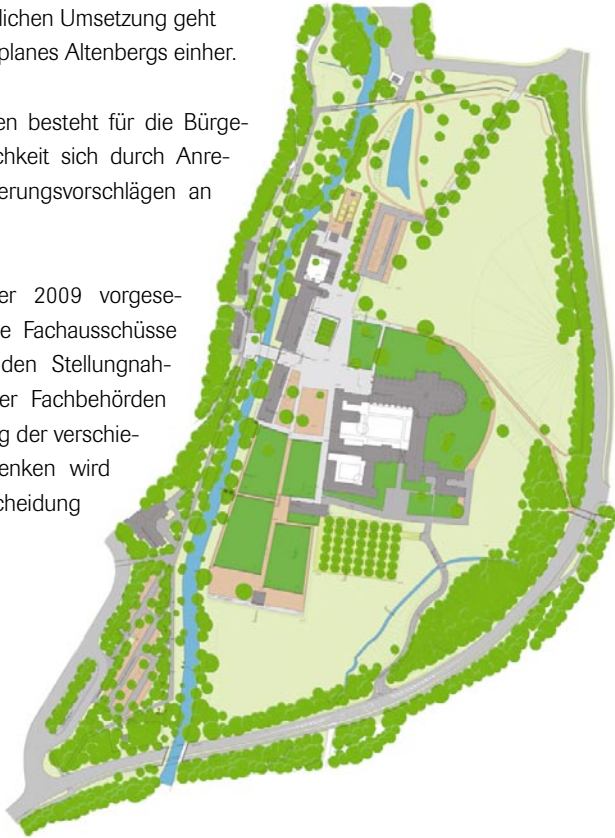 lichen Umsetzung geht
planes Altenbergs einher.
en besteht für die Bürge-
chkeit sich durch Anre-
erungsvorschlägen an
er 2009 vorgese-
e Fachausschüsse
den Stellungnah-
er Fachbehörden
g der verschie-
enken wird
cheidung